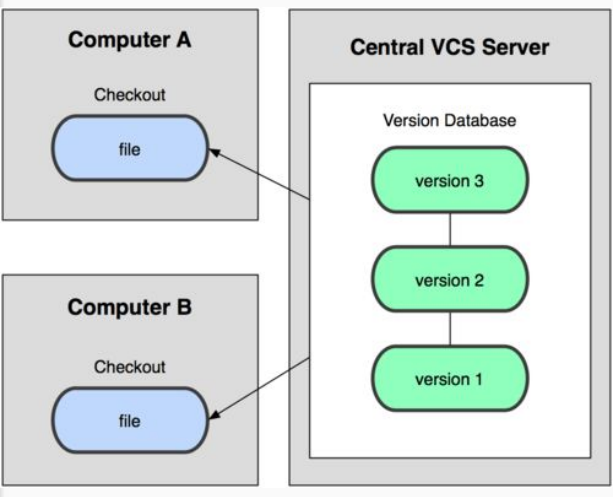 Computer A
Checkout
file
Computer B
Checkout
file
Central VCS Server
Version Database
version 3
version 2
version 1